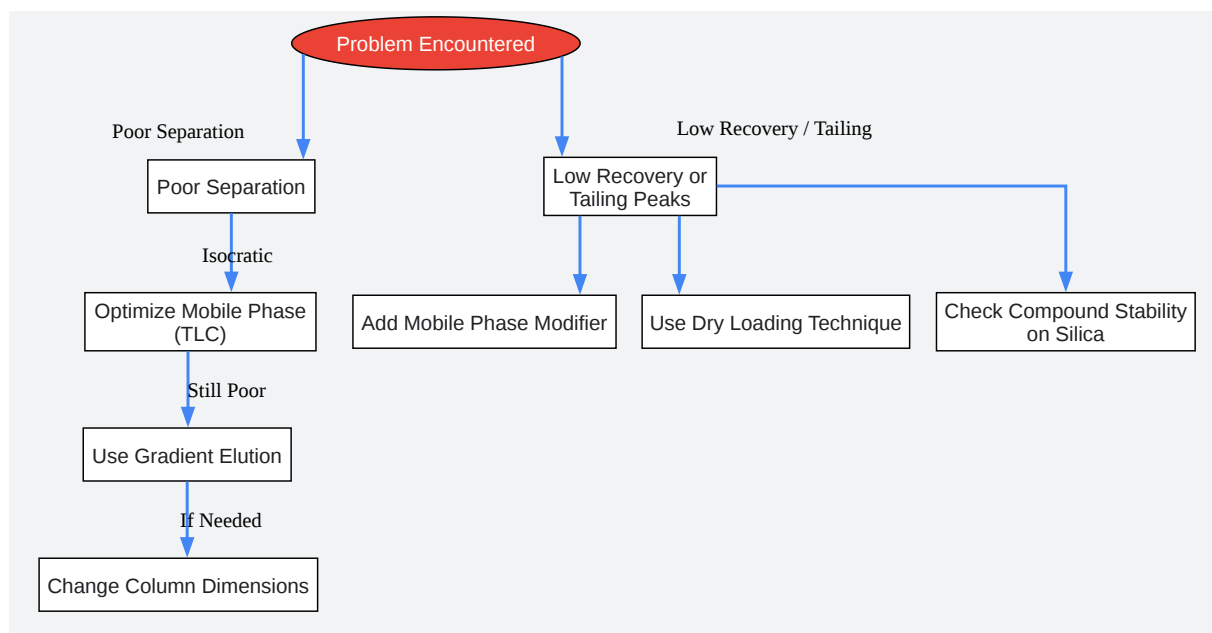 Problem Encountered
Poor Separation
Low Recovery / Tailing
Poor Separation
Low Recovery or
Tailing Peaks
Isocratic
Optimize Mobile Phase
(TLC)
Add Mobile Phase Modifier
Use Dry Loading Technique
Check Compound Stability
on Silica
Still Poor
Use Gradient Elution
If Needed
Change Column Dimensions